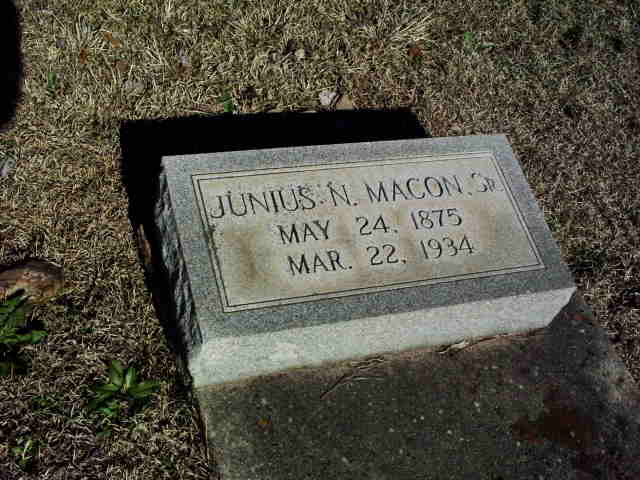 JUNIUS N. MACON, SR.
MAY 24, 1875
MAR. 22, 1934